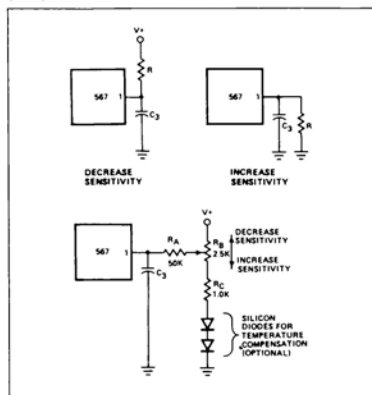 V+
R
567 1
C3
DECREASE
SENSITIVITY
567 1
C3 R
INCREASE
SENSITIVITY
V+
567 1
RA
50K
C3
RB
2.5K
DECREASE
SENSITIVITY
INCREASE
SENSITIVITY
RC
1.0K
SILICON
DIODES FOR
TEMPERATURE
COMPENSATION
(OPTIONAL)